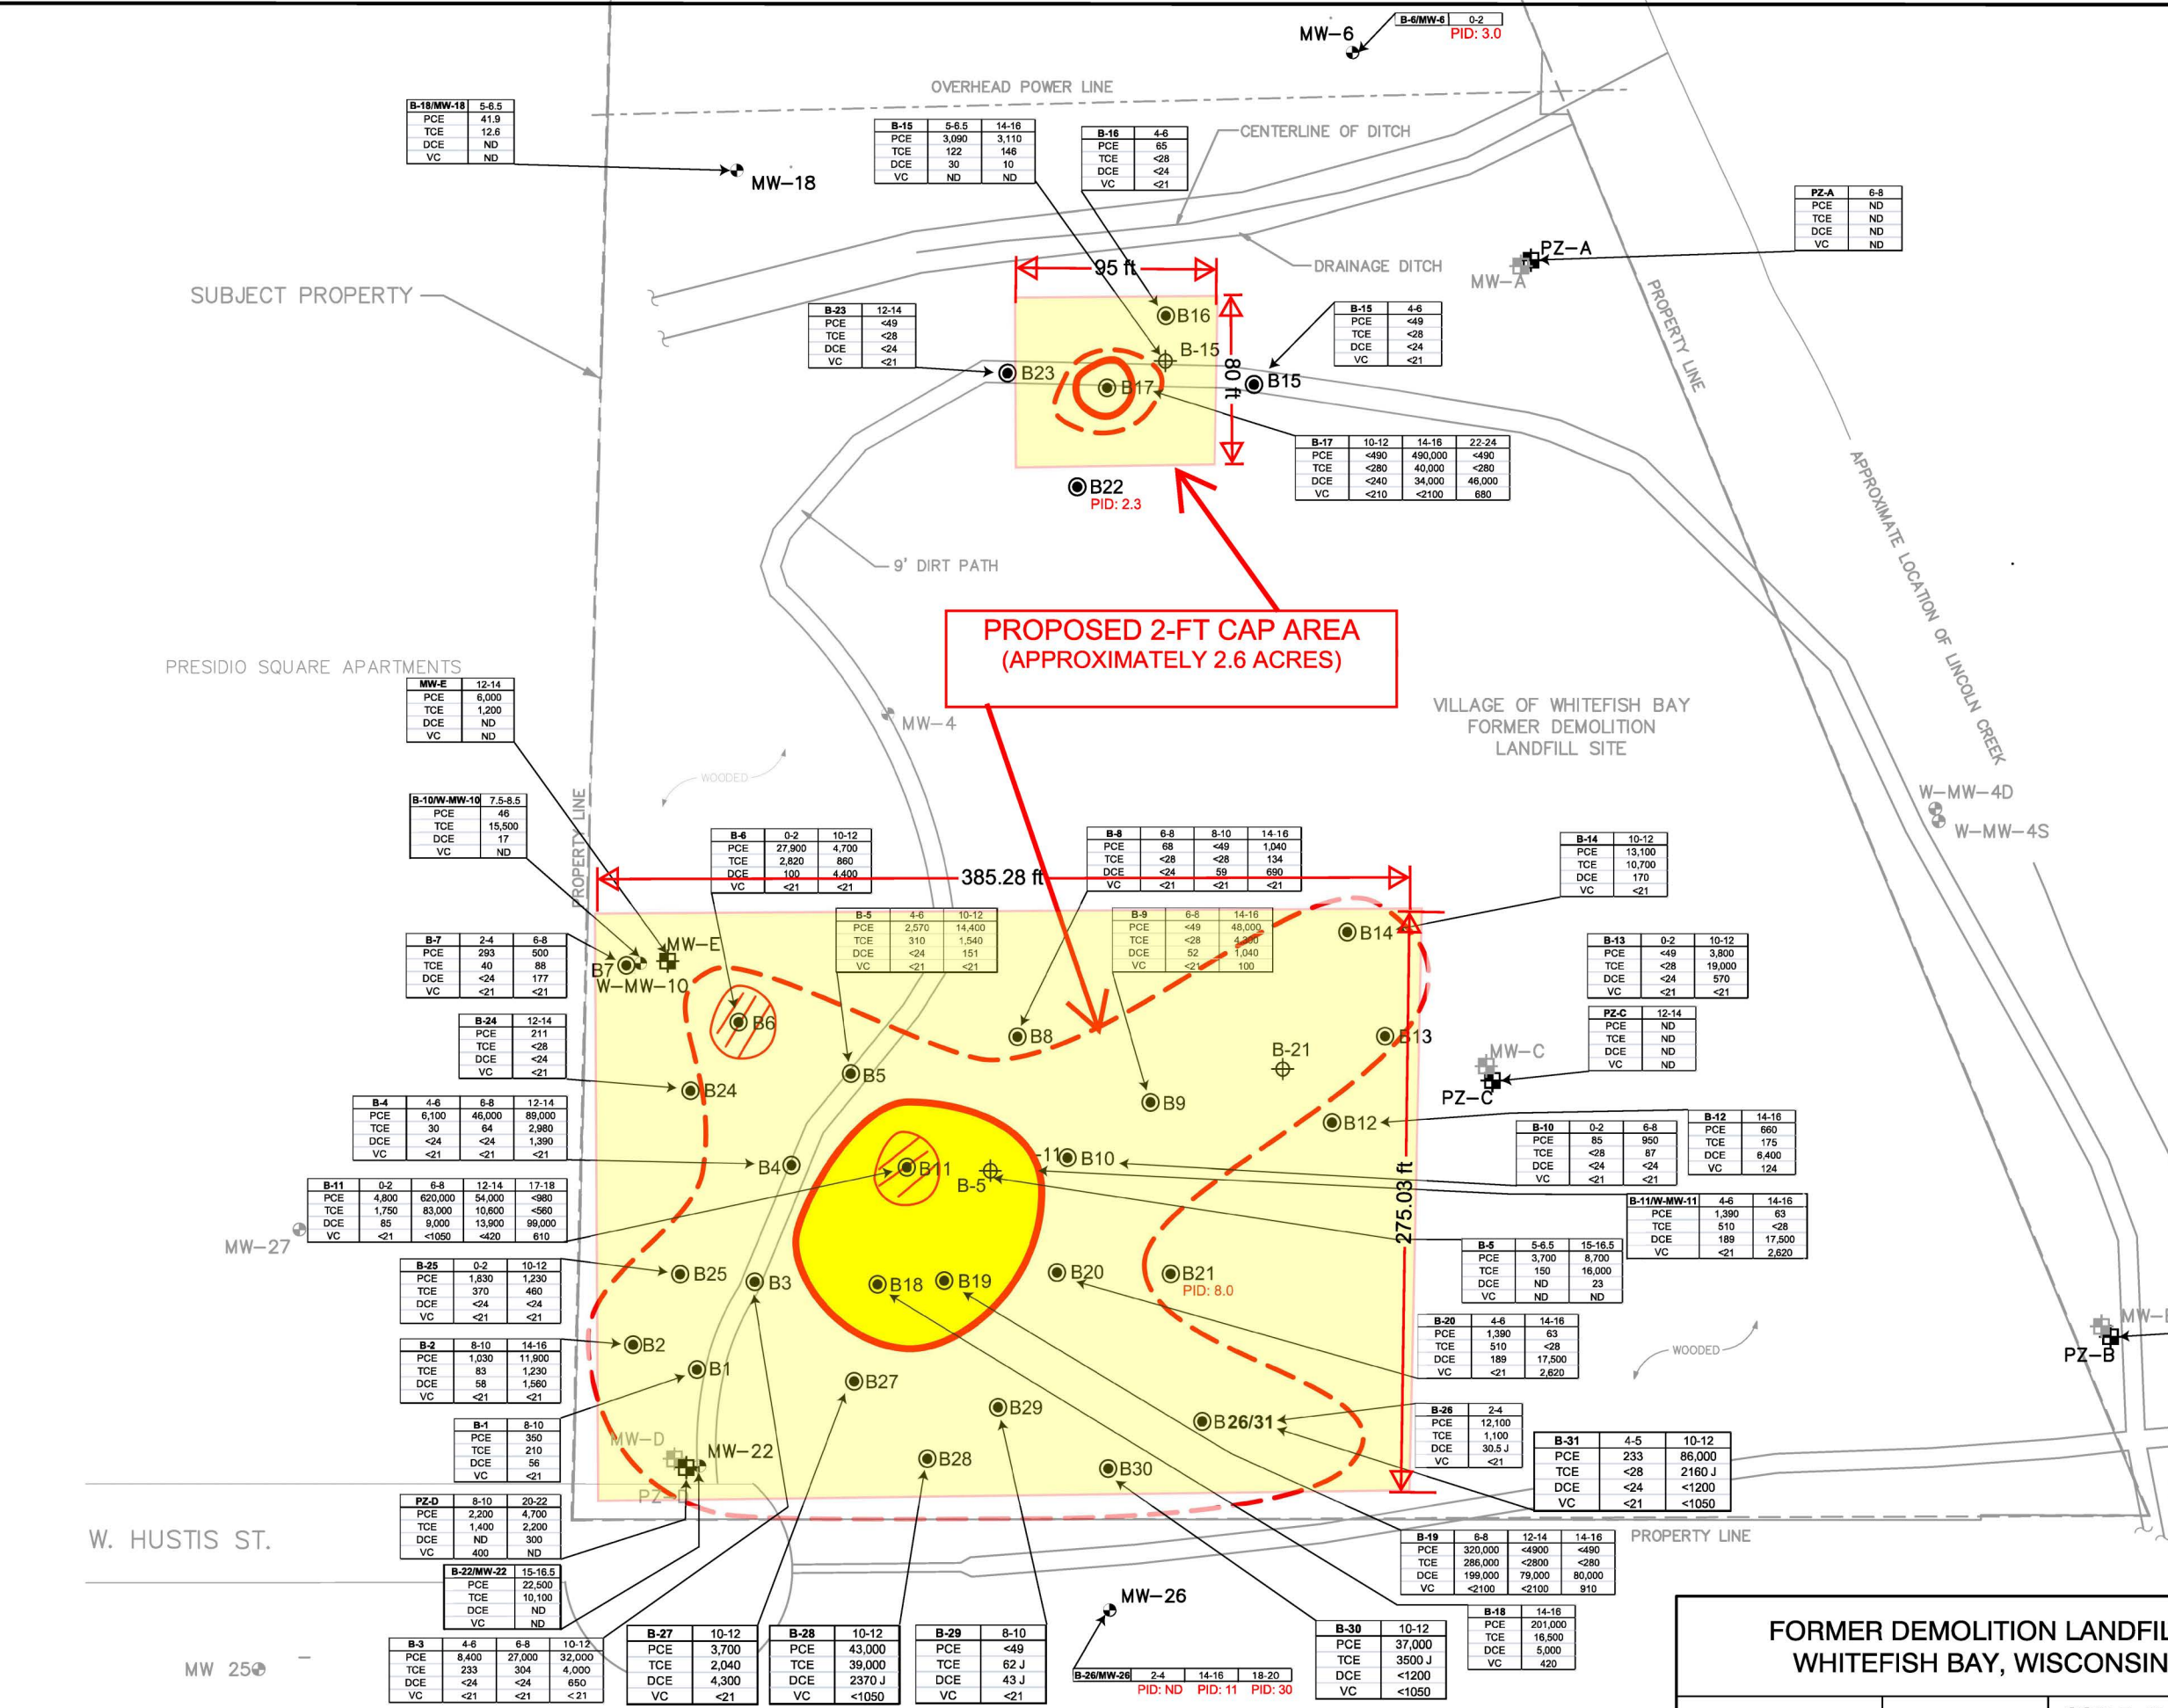 MW-6
B-6/MW-6 0-2
PID: 3.0
OVERHEAD POWER LINE
B-18/MW-18 5-6.5
PCE 41.9
TCE 12.6
DCE ND
VC ND
MW-18
B-15 5-6.5 14-16
PCE 3,090 3,110
TCE 122 146
DCE 30 10
VC ND ND
B-16 4-6
PCE 65
TCE <28
DCE <24
VC <21
CENTERLINE OF DITCH
PZ-A 6-8
PCE ND
TCE ND
DCE ND
VC ND
PZ-A
MW-A
DRAINAGE DITCH
SUBJECT PROPERTY
95 ft
80 ft
B-23 12-14
PCE <49
TCE <28
DCE <24
VC <21
B16
B-15
B23
B17
B15
B-15 4-6
PCE <49
TCE <28
DCE <24
VC <21
PROPERTY LINE
B-17 10-12 14-16 22-24
PCE <490 490,000 <490
TCE <280 40,000 <280
DCE <240 34,000 46,000
VC <210 <2100 680
B22
PID: 2.3
9' DIRT PATH
APPROXIMATE LOCATION OF LINCOLN CREEK
PROPOSED 2-FT CAP AREA
(APPROXIMATELY 2.6 ACRES)
PRESIDIO SQUARE APARTMENTS
VILLAGE OF WHITEFISH BAY
FORMER DEMOLITION
LANDFILL SITE
MW-E 12-14
PCE 6,000
TCE 1,200
DCE ND
VC ND
MW-4
WOODED
W-MW-4D
W-MW-4S
B-10/W-MW-10 7.5-8.5
PCE 46
TCE 15,500
DCE 17
VC ND
PROPERTY LINE
B-6 0-2 10-12
PCE 27,900 4,700
TCE 2,820 860
DCE 100 4,400
VC <21 <21
385.28 ft
B-8 6-8 8-10 14-16
PCE 68 <49 1,040
TCE <28 <28 134
DCE <24 59 690
VC <21 <21 <21
B-14 10-12
PCE 13,100
TCE 10,700
DCE 170
VC <21
B-5 4-6 10-12
PCE 2,570 14,400
TCE 310 1,540
DCE <24 151
VC <21 <21
B-9 6-8 14-16
PCE <49 48,000
TCE <28 4,300
DCE 52 1,040
VC <21 100
B14
B-7 2-4 6-8
PCE 293 500
TCE 40 88
DCE <24 177
VC <21 <21
MW-E
B7
W-MW-10
B-13 0-2 10-12
PCE <49 3,800
TCE <28 19,000
DCE <24 570
VC <21 <21
B-24 12-14
PCE 211
TCE <28
DCE <24
VC <21
B6
B8
B13
PZ-C 12-14
PCE ND
TCE ND
DCE ND
VC ND
B-21
MW-C
PZ-C
B24
B5
B9
B12
B-4 4-6 6-8 12-14
PCE 6,100 46,000 89,000
TCE 30 64 2,980
DCE <24 <24 1,390
VC <21 <21 <21
B-12 14-16
PCE 660
TCE 175
DCE 6,400
VC 124
B-10 0-2 6-8
PCE 85 950
TCE <28 87
DCE <24 <24
VC <21 <21
B4
B11
B-5
-11
B10
275.03 ft
B-11 0-2 6-8 12-14 17-18
PCE 4,800 620,000 54,000 <980
TCE 1,750 83,000 10,600 <560
DCE 85 9,000 13,900 99,000
VC <21 <1050 <420 610
B-11/W-MW-11 4-6 14-16
PCE 1,390 63
TCE 510 <28
DCE 189 17,500
VC <21 2,620
MW-27
B-5 5-6.5 15-16.5
PCE 3,700 8,700
TCE 150 16,000
DCE ND 23
VC ND ND
B-25 0-2 10-12
PCE 1,830 1,230
TCE 370 460
DCE <24 <24
VC <21 <21
B25
B3
B18
B19
B20
B21
PID: 8.0
B-20 4-6 14-16
PCE 1,390 63
TCE 510 <28
DCE 189 17,500
VC <21 2,620
WOODED
PZ-B
B-2 8-10 14-16
PCE 1,030 11,900
TCE 83 1,230
DCE 58 1,560
VC <21 <21
B2
B1
B27
B29
B 26/31
B-26 2-4
PCE 12,100
TCE 1,100
DCE 30.5 J
VC <21
B-1 8-10
PCE 350
TCE 210
DCE 56
VC <21
MW-D
MW-22
PZ-D
B28
B30
B-31 4-5 10-12
PCE 233 86,000
TCE <28 2160 J
DCE <24 <1200
VC <21 <1050
PZ-D 8-10 20-22
PCE 2,200 4,700
TCE 1,400 2,200
DCE ND 300
VC 400 ND
W. HUSTIS ST.
B-19 6-8 12-14 14-16
PCE 320,000 <4900 <490
TCE 286,000 <2800 <280
DCE 199,000 79,000 80,000
VC <2100 <2100 910
PROPERTY LINE
B-22/MW-22 15-16.5
PCE 22,500
TCE 10,100
DCE ND
VC ND
MW-26
B-18 14-16
PCE 201,000
TCE 16,500
DCE 5,000
VC 420
B-3 4-6 6-8 10-12
PCE 8,400 27,000 32,000
TCE 233 304 4,000
DCE <24 <24 650
VC <21 <21 <21
B-27 10-12
PCE 3,700
TCE 2,040
DCE 4,300
VC <21
B-28 10-12
PCE 43,000
TCE 39,000
DCE 2370 J
VC <1050
B-29 8-10
PCE <49
TCE 62 J
DCE 43 J
VC <21
B-26/MW-26 2-4 14-16 18-20
PID: ND PID: 11 PID: 30
B-30 10-12
PCE 37,000
TCE 3500 J
DCE <1200
VC <1050
MW 25
FORMER DEMOLITION
WHITEFISH BAY, WISCONSIN